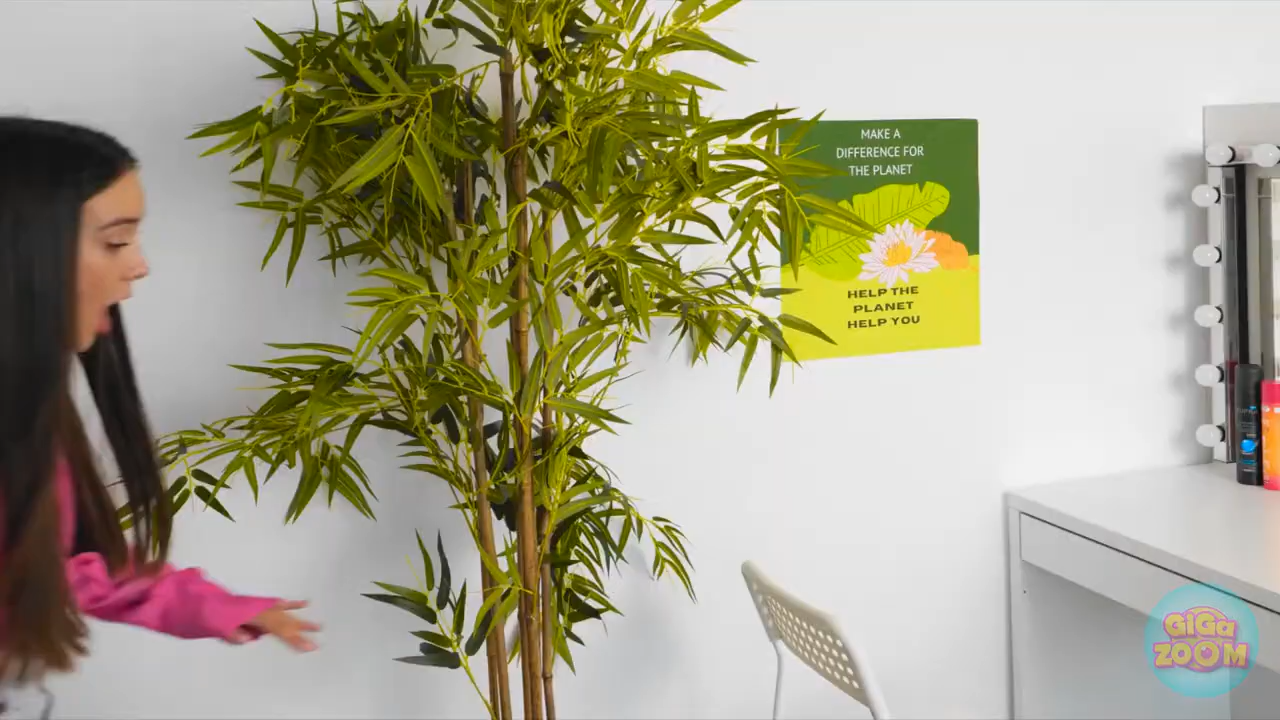 MAKE A
DIFFERENCE FOR
THE PLANET
HELP THE
PLANET
HELP YOU
GiGa
ZOOM